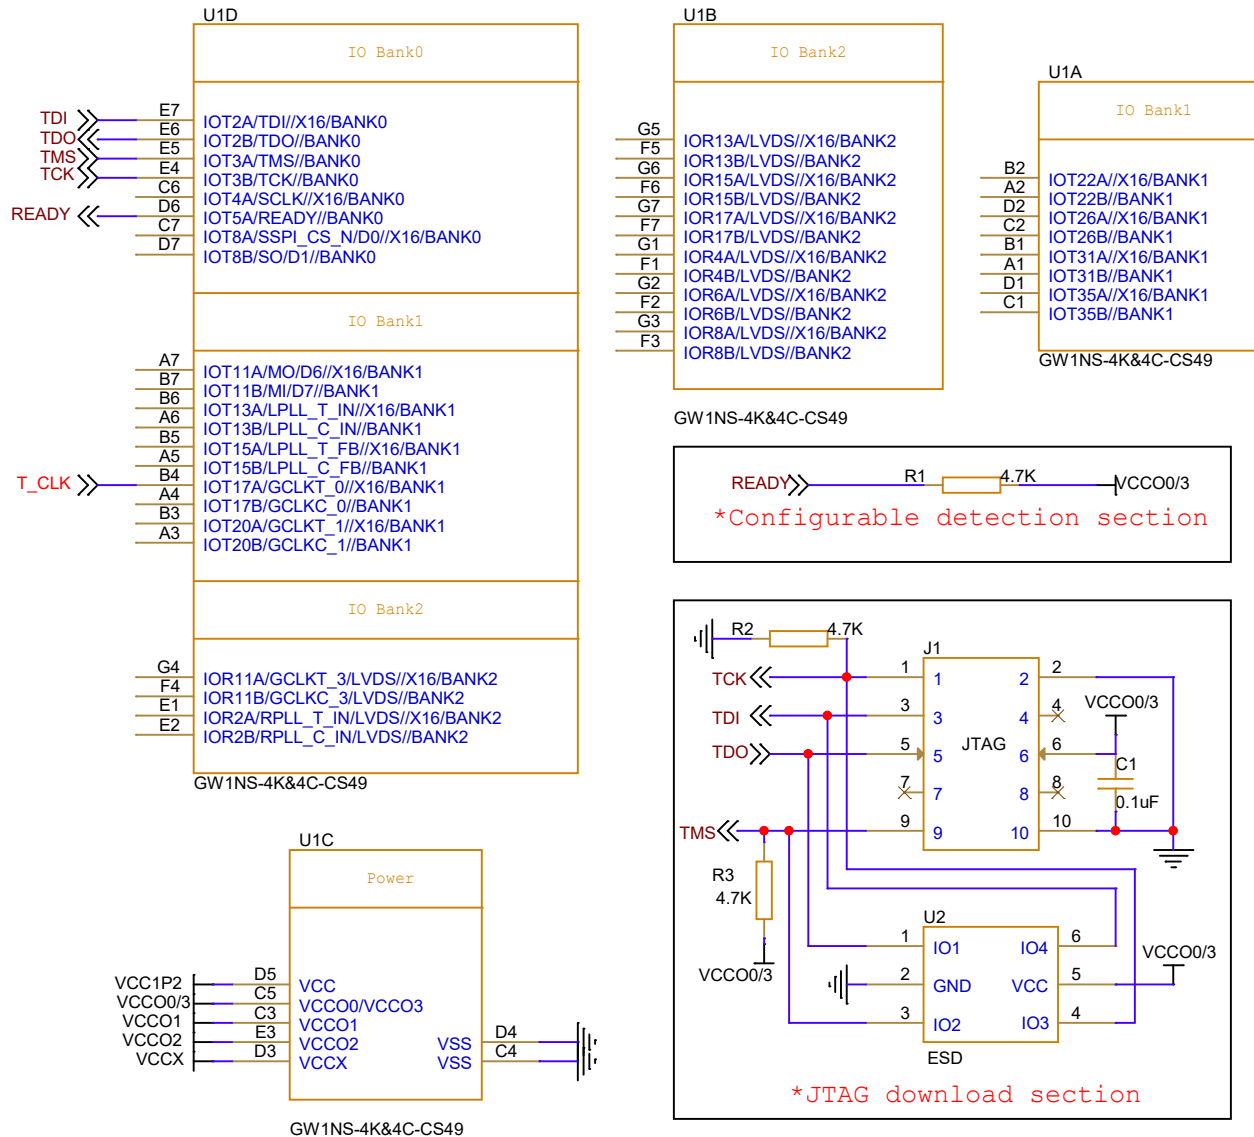 U1D
IO Bank0
TDI E7 IOT2A/TDI//X16/BANK0
TDO E6 IOT2B/TDO//BANK0
TMS E5 IOT3A/TMS//BANK0
TCK E4 IOT3B/TCK//BANK0
C6 IOT4A/SCLK//X16/BANK0
READY D6 IOT5A/READY//BANK0
C7 IOT8A/SSPI_CS_N/D0//X16/BANK0
D7 IOT8B/SO/D1//BANK0
IO Bank1
A7 IOT11A/MO/D6//X16/BANK1
B7 IOT11B/MI/D7//BANK1
B6 IOT13A/LPLL_T_IN//X16/BANK1
A6 IOT13B/LPLL_C_IN//BANK1
B5 IOT15A/LPLL_T_FB//X16/BANK1
A5 IOT15B/LPLL_C_FB//BANK1
T_CLK B4 IOT17A/GCLKT_0//X16/BANK1
A4 IOT17B/GCLKC_0//BANK1
B3 IOT20A/GCLKT_1//X16/BANK1
A3 IOT20B/GCLKC_1//BANK1
IO Bank2
G4 IOR11A/GCLKT_3/LVDS//X16/BANK2
F4 IOR11B/GCLKC_3/LVDS//BANK2
E1 IOR2A/RPLL_T_IN/LVDS//X16/BANK2
E2 IOR2B/RPLL_C_IN/LVDS//BANK2
GW1NS-4K&4C-CS49
U1B
IO Bank2
G5 IOR13A/LVDS//X16/BANK2
F5 IOR13B/LVDS//BANK2
G6 IOR15A/LVDS//X16/BANK2
F6 IOR15B/LVDS//BANK2
G7 IOR17A/LVDS//X16/BANK2
F7 IOR17B/LVDS//BANK2
G1 IOR4A/LVDS//X16/BANK2
F1 IOR4B/LVDS//BANK2
G2 IOR6A/LVDS//X16/BANK2
F2 IOR6B/LVDS//BANK2
G3 IOR8A/LVDS//X16/BANK2
F3 IOR8B/LVDS//BANK2
GW1NS-4K&4C-CS49
U1A
IO Bank1
B2 IOT22A//X16/BANK1
A2 IOT22B//BANK1
D2 IOT26A//X16/BANK1
C2 IOT26B//BANK1
B1 IOT31A//X16/BANK1
A1 IOT31B//BANK1
D1 IOT35A//X16/BANK1
C1 IOT35B//BANK1
GW1NS-4K&4C-CS49
READY R1 4.7K VCCO0/3
*Configurable detection section
R2 4.7K
J1
TCK 1 1 2 2
TDI 3 3 4 4
VCCO0/3
TDO 5 5 JTAG 6 6
C1
0.1uF
7 7 8 8
TMS 9 9 10 10
R3
4.7K
VCCO0/3
U2
1 IO1 IO4 6
VCCO0/3
2 GND VCC 5
3 IO2 IO3 4
ESD
*JTAG download section
U1C
Power
VCC1P2 D5 VCC
VCCO0/3 C5 VCCO0/VCCO3
VCCO1 C3 VCCO1
VCCO2 E3 VCCO2 VSS D4
VCCX D3 VCCX VSS C4
GW1NS-4K&4C-CS49